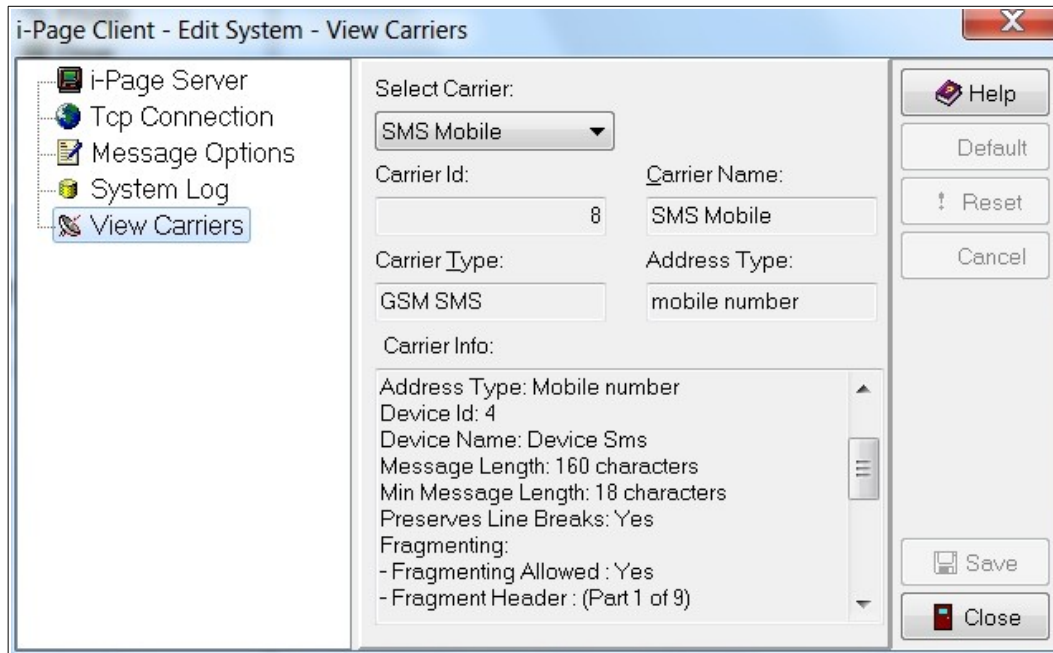 i-Page Client - Edit System - View Carriers
i-Page Server
Tcp Connection
Message Options
System Log
View Carriers
Select Carrier:
SMS Mobile
Carrier Id:
Carrier Name:
8
SMS Mobile
Carrier Type:
Address Type:
GSM SMS
mobile number
Carrier Info:
Address Type: Mobile number
Device Id: 4
Device Name: Device Sms
Message Length: 160 characters
Min Message Length: 18 characters
Preserves Line Breaks: Yes
Fragmenting:
- Fragmenting Allowed : Yes
- Fragment Header : (Part 1 of 9)
Help
Default
! Reset
Cancel
Save
Close